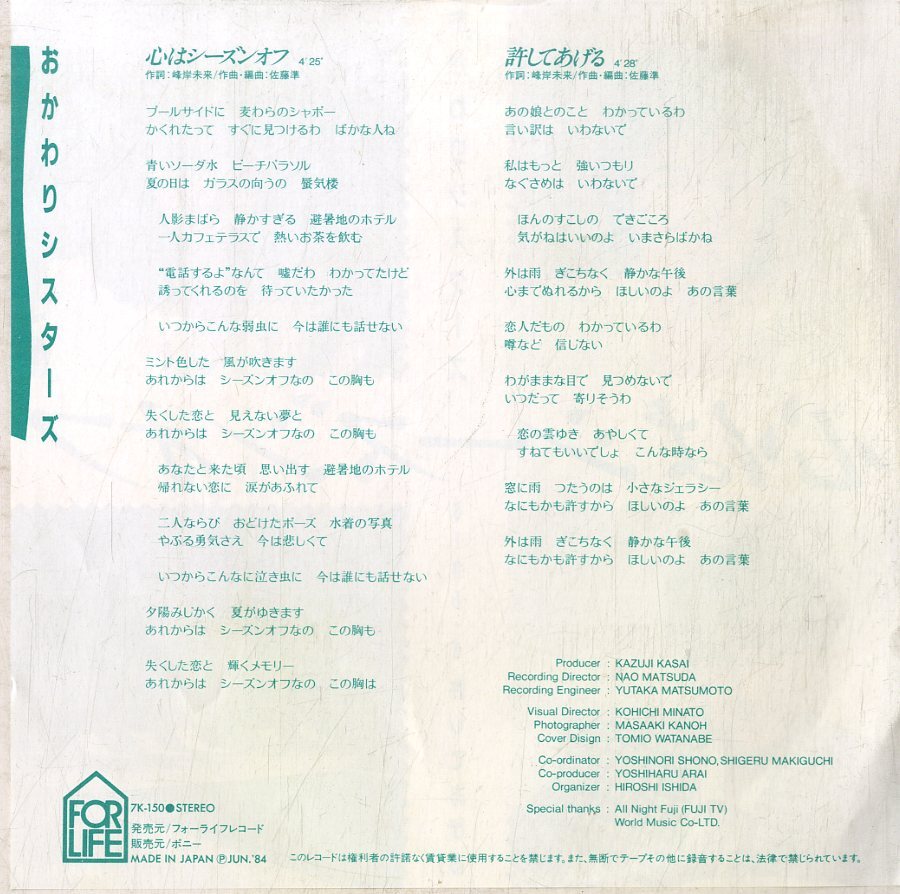 おかわりシスターズ
心はシーズンオフ 4'25"
作詞:峰岸未来/作曲・編曲:佐藤準
プールサイドに 麦わらのシャポー
かくれたって すぐに見つけるわ ばかな人ね
青いソーダ水 ビーチパラソル
夏の日は ガラスの向うの 蜃気楼
人影まばら 静かすぎる 避暑地のホテル
一人カフェテラスで 熱いお茶を飲む
“電話するよ”なんて 嘘だわ わかってたけど
誘ってくれるのを 待っていたかった
いつからこんな弱虫に 今は誰にも話せない
ミント色した 風が吹きます
あれからは シーズンオフなの この胸も
失くした恋と 見えない夢と
あれからは シーズンオフなの この胸も
あなたと来た頃 思い出す 避暑地のホテル
帰れない恋に 涙があふれて
二人ならび おどけたポーズ 水着の写真
やぶる勇気さえ 今は悲しくて
いつからこんなに泣き虫に 今は誰にも話せない
夕陽みじかく 夏がゆきます
あれからは シーズンオフなの この胸も
失くした恋と 輝くメモリー
あれからは シーズンオフなの この胸は
許してあげる 4'28"
作詞:峰岸未来/作曲・編曲:佐藤準
あの娘とのこと わかっているわ
言い訳は いわないで
私はもっと 強いつもり
なぐさめは いわないで
ほんのすこしの できごころ
気がねはいいのよ いまさらばかね
外は雨 ぎこちなく 静かな午後
心までぬれるから ほしいのよ あの言葉
恋人だもの わかっているわ
噂など 信じない
わがままな目で 見つめないで
いつだって 寄りそうわ
恋の雲ゆき あやしくて
すねてもいいでしょ こんな時なら
窓に雨 つたうのは 小さなジェラシー
なにもかも許すから ほしいのよ あの言葉
外は雨 ぎこちなく 静かな午後
なにもかも許すから ほしいのよ あの言葉
Producer : KAZUJI KASAI
Recording Director : NAO MATSUDA
Recording Engineer : YUTAKA MATSUMOTO
Visual Director : KOHICHI MINATO
Photographer : MASAAKI KANOH
Cover Disign : TOMIO WATANABE
Co-ordinator : YOSHINORI SHONO, SHIGERU MAKIGUCHI
Co-producer : YOSHIHARU ARAI
Organizer : HIROSHI ISHIDA
Special thanks : All Night Fuji (FUJI TV)
World Music Co-LTD.
FOR
LIFE
7K-150●STEREO
発売元/フォーライフレコード
販売元/ポニー
MADE IN JAPAN ℗JUN.'84
このレコードは権利者の許諾なく賃貸業に使用することを禁じます。また、無断でテープその他に録音することは、法律で禁じられています。